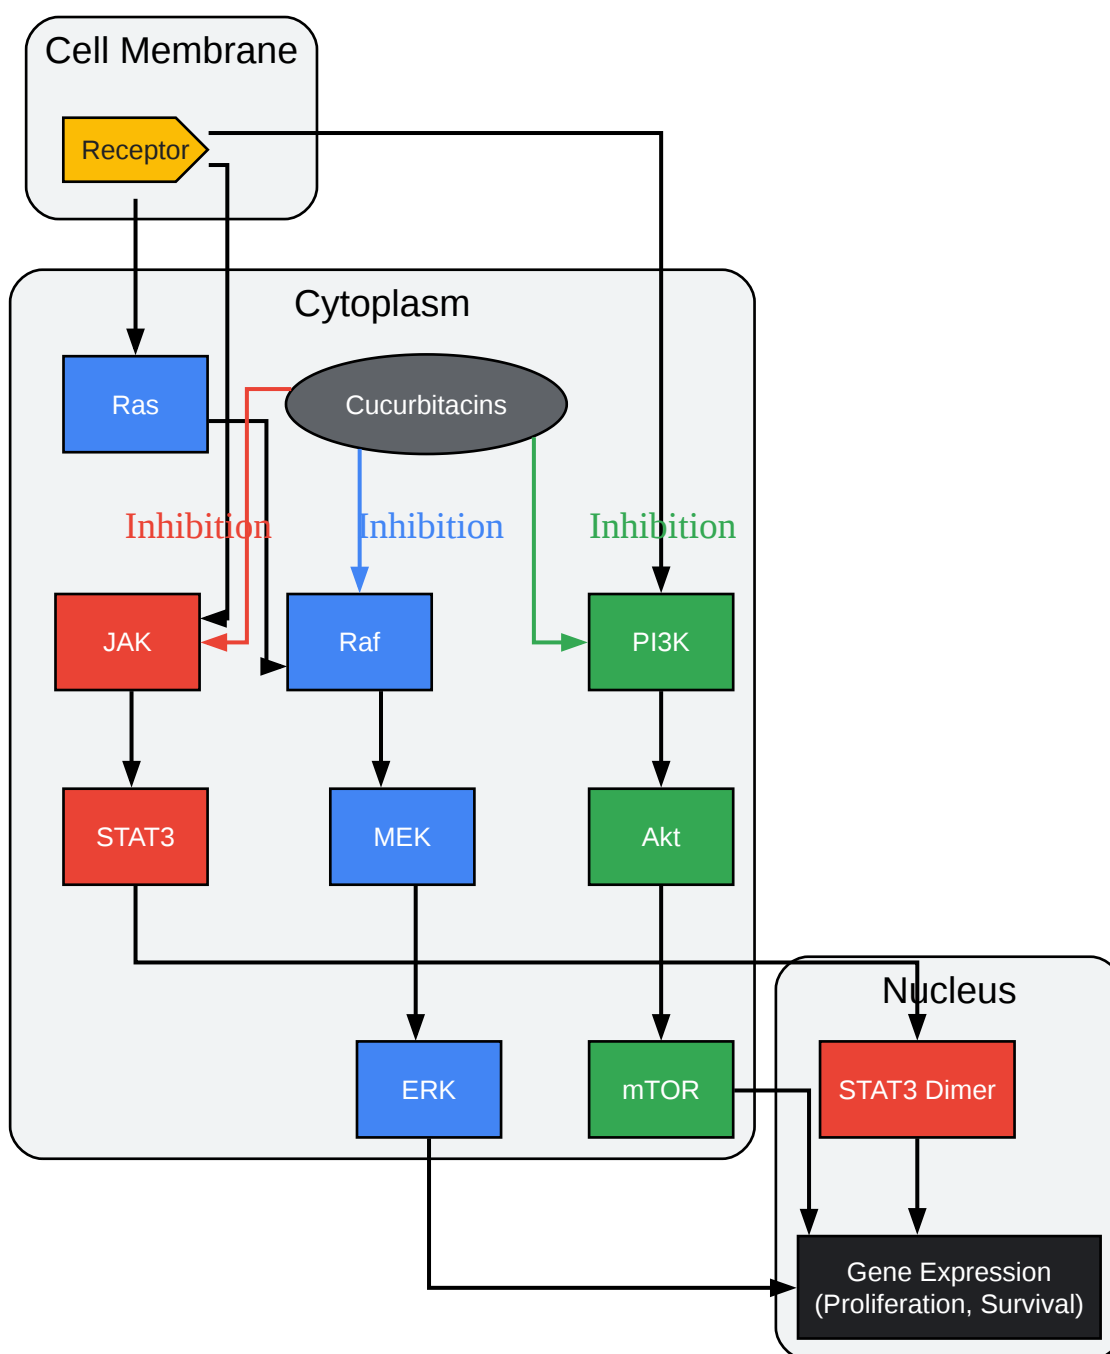 Cell Membrane
Receptor
Cytoplasm
Ras
Cucurbitacins
Inhibition
Inhibition
Inhibition
JAK
Raf
PI3K
STAT3
MEK
Akt
Nucleus
ERK
mTOR
STAT3 Dimer
Gene Expression
(Proliferation, Survival)